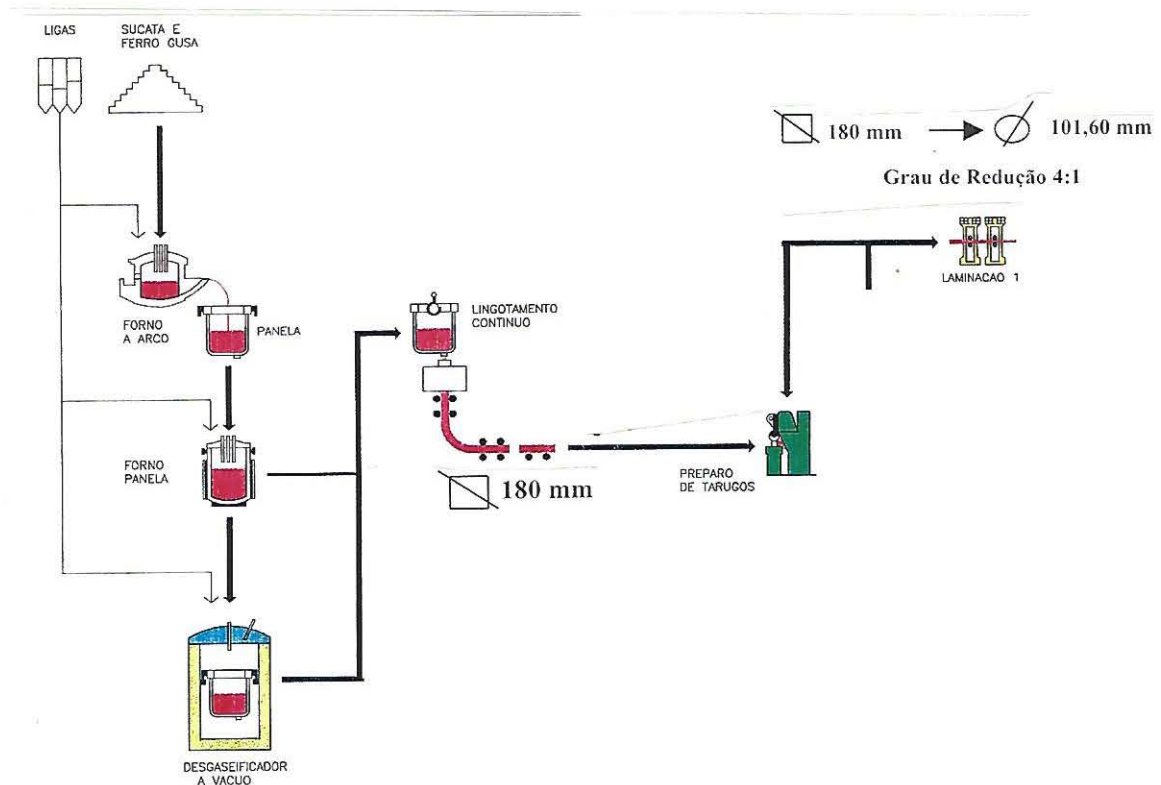 LIGAS
SUCATA E
FERRO GUSA
180 mm
101,60 mm
Grau de Redução 4:1
LAMINACAO 1
FORNO
A ARCO
PANELA
LINGOTAMENTO
CONTINUO
FORNO
PANELA
180 mm
PREPARO
DE TARUGOS
DESGASEIFICADOR
A VACUO